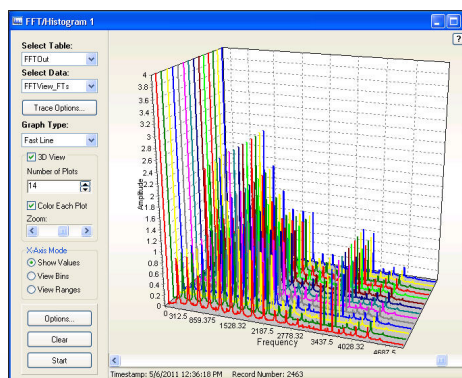 FFT/Histogram 1
?
Select Table:
FFTOut
Select Data:
FFTView_FTs
Trace Options...
Graph Type:
Fast Line
3D View
Number of Plots
14
Color Each Plot
Zoom:
X-Axis Mode
Show Values
View Bins
View Ranges
Options...
Clear
Start
4
3.8
3.6
3.4
3.2
3
2.8
2.6
2.4
2.2
2
1.8
1.6
1.4
1.2
1
0.8
0.6
0.4
0.2
0
Amplitude
0
312.5
859.375
1528.32
2187.5
2778.32
3437.5
4028.32
4687.5
Frequency
Timestamp: 5/6/2011 12:36:18 PM Record Number: 2463